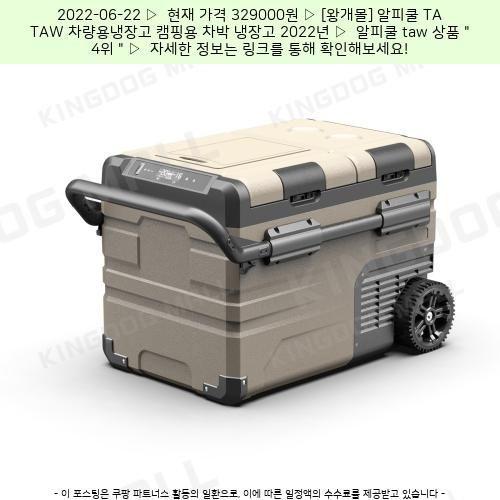 2022-06-22 ▷ 현재 가격 329000원 ▷ [왕개몰] 알피쿨 TA
TAW 차량용냉장고 캠핑용 차박 냉장고 2022년 ▷ 알피쿨 taw 상품 "
4위 " ▷ 자세한 정보는 링크를 통해 확인해보세요!
KINGDOG MALL
- 이 포스팅은 쿠팡 파트너스 활동의 일환으로, 이에 따른 일정액의 수수료를 제공받고 있습니다 -